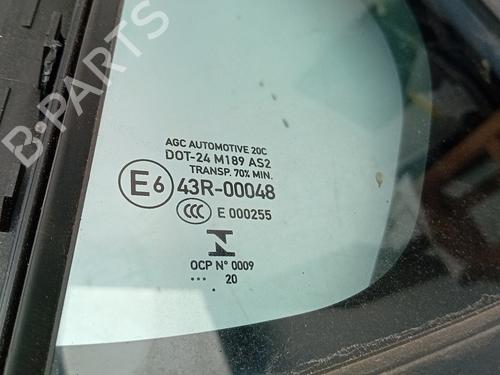 B-PARTS
AGC AUTOMOTIVE 20C
DOT-24 M189 AS2
TRANSP. 70% MIN.
E6 43R-00048
CCC E 000255
OCP N° 0009
... 20